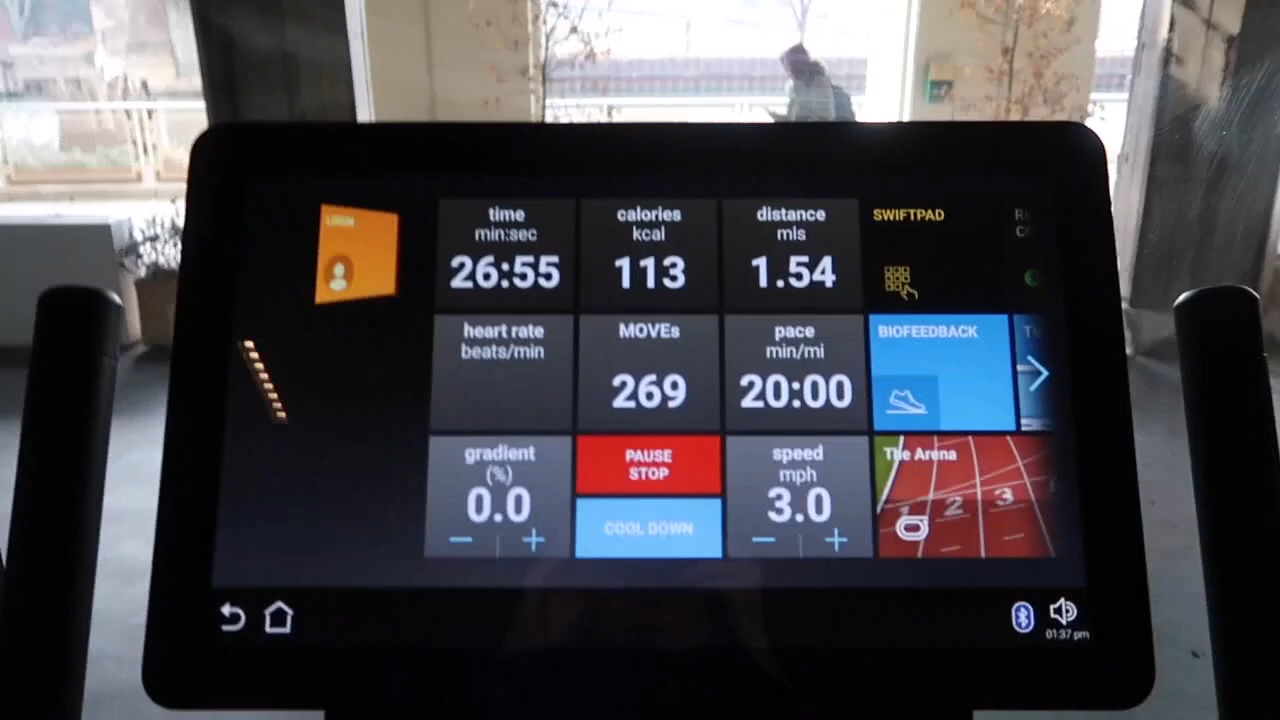 LOGIN
time
min:sec
26:55
calories
kcal
113
distance
mls
1.54
SWIFTPAD
heart rate
beats/min
MOVEs
269
pace
min/mi
20:00
BIOFEEDBACK
TV
gradient
(%)
0.0
PAUSE
STOP
COOL DOWN
speed
mph
3.0
The Arena
1 2 3
01:37 pm